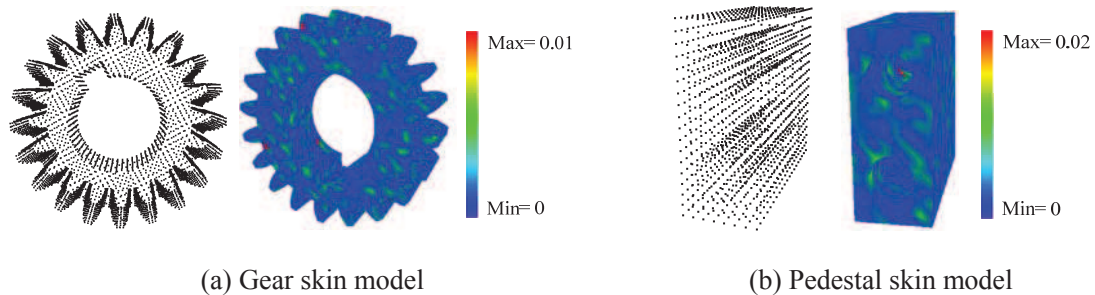 Max= 0.01
Min= 0
Max= 0.02
Min= 0
(a) Gear skin model
(b) Pedestal skin model